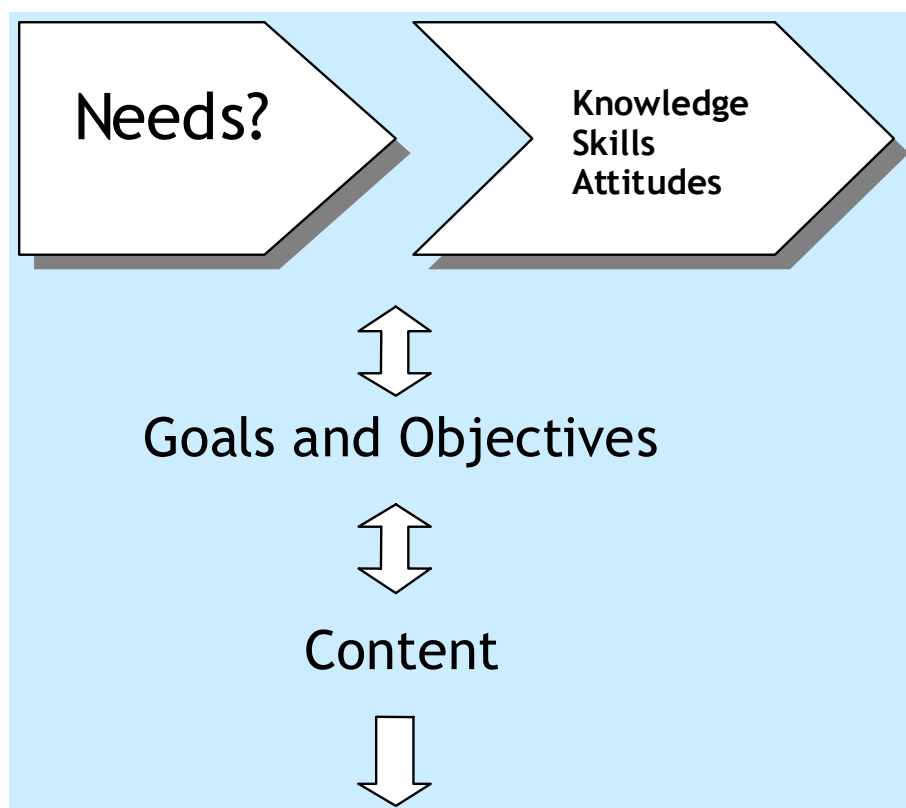 Needs?
Knowledge
Skills
Attitudes
Goals and Objectives
Content